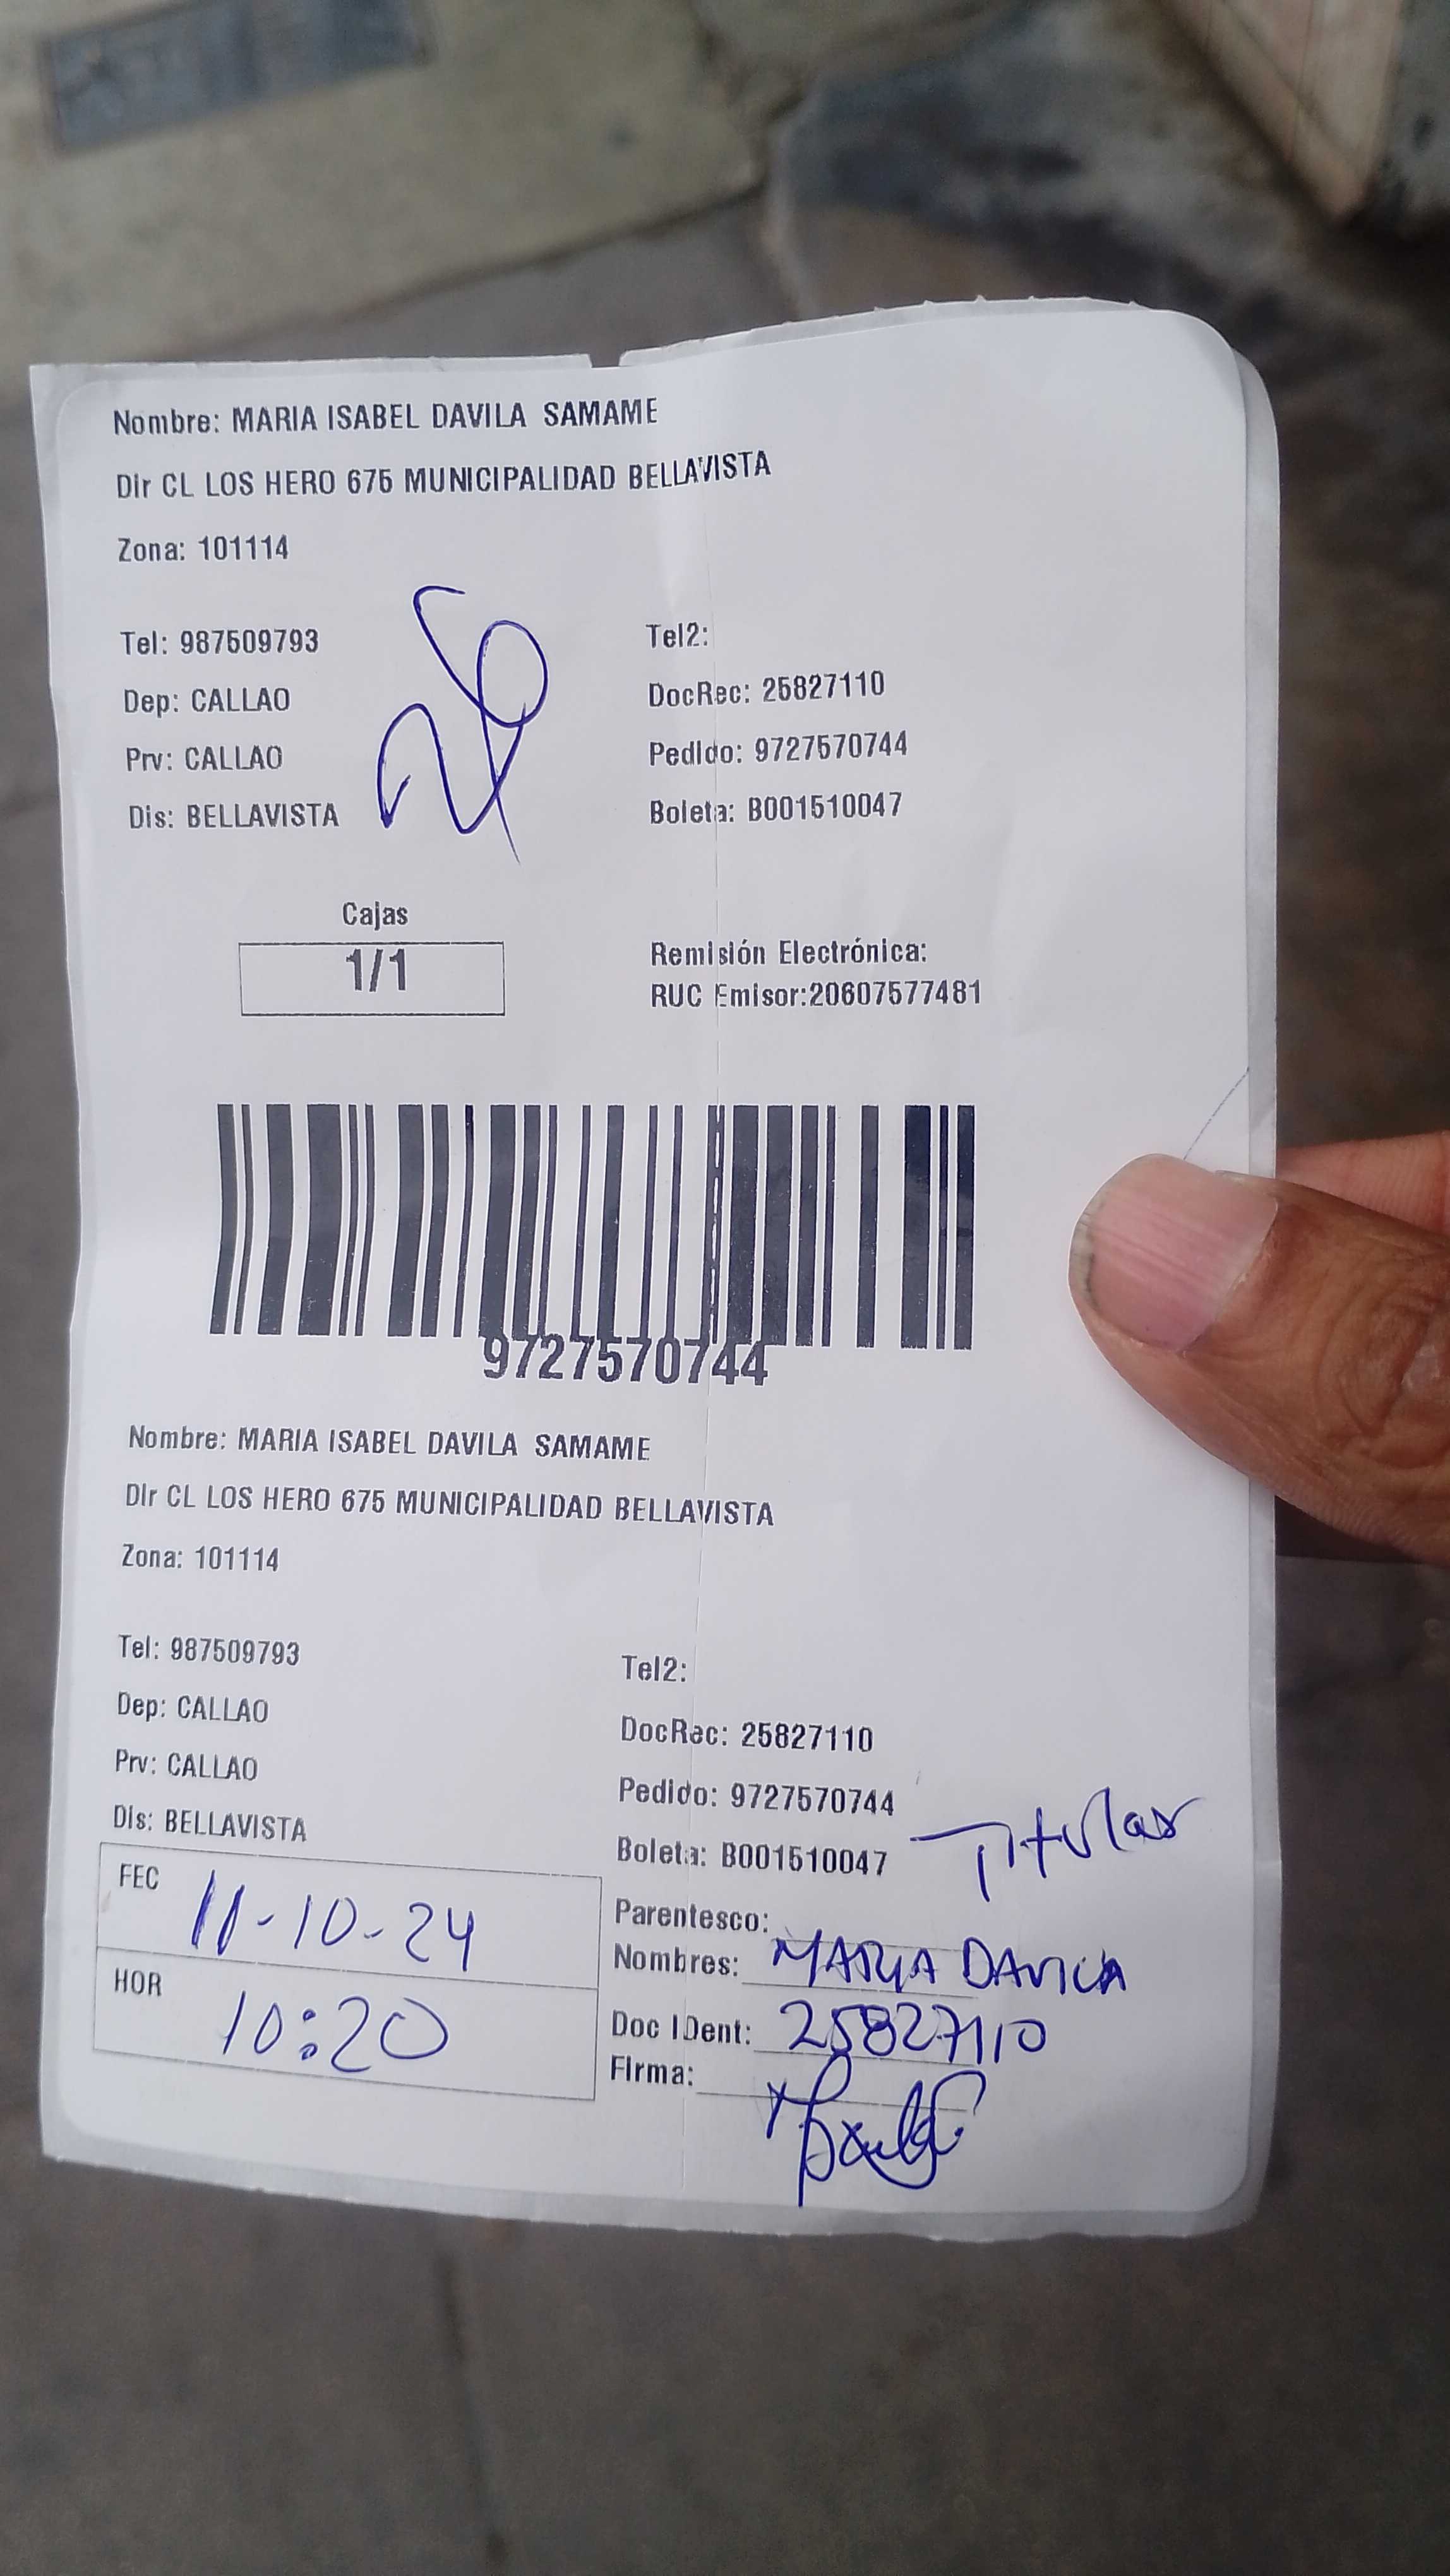 Nombre: MARIA ISABEL DAVILA SAMAME
Dir CL LOS HERO 675 MUNICIPALIDAD BELLAVISTA
Zona: 101114
26
Tel: 987509793
Tel2:
Dep: CALLAO
DocRec: 25827110
Prv: CALLAO
Pedido: 9727570744
Dis: BELLAVISTA
Boleta: B001510047
Cajas
1/1
Remisión Electrónica:
RUC Emisor:20607577481
9727570744
Nombre: MARIA ISABEL DAVILA SAMAME
Dir CL LOS HERO 675 MUNICIPALIDAD BELLAVISTA
Zona: 101114
Tel: 987509793
Tel2:
Dep: CALLAO
DocRec: 25827110
Prv: CALLAO
Pedido: 9727570744
Dis: BELLAVISTA
Boleta: B001510047
Titular
FEC 11-10-24
Parentesco:
Nombres: MARIA DAVILA
HOR 10:20
Doc IDent: 25827110
Firma: